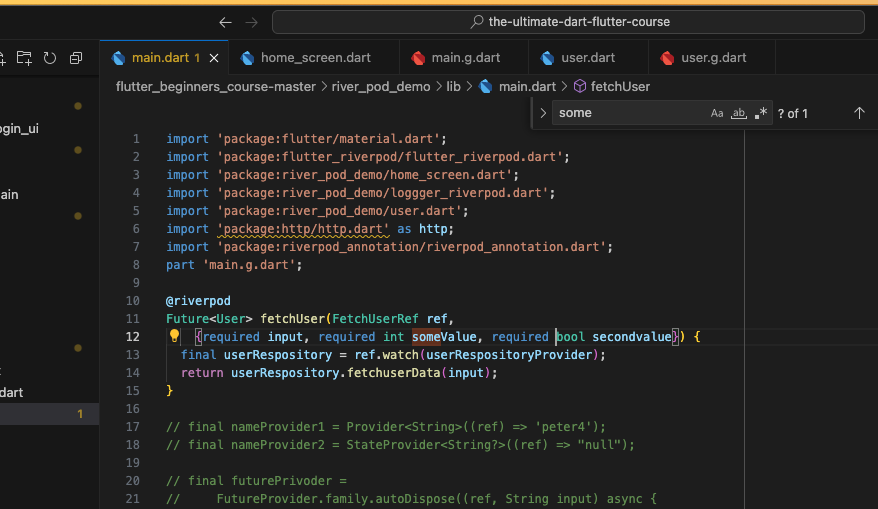 the-ultimate-dart-flutter-course
main.dart 1
home_screen.dart
main.g.dart
user.dart
user.g.dart
flutter_beginners_course-master > river_pod_demo > lib > main.dart > fetchUser
some
Aa ab .*
? of 1
ogin_ui
ain
dart
1
1 import 'package:flutter/material.dart';
2 import 'package:flutter_riverpod/flutter_riverpod.dart';
3 import 'package:river_pod_demo/home_screen.dart';
4 import 'package:river_pod_demo/loggger_riverpod.dart';
5 import 'package:river_pod_demo/user.dart';
6 import 'package:http/http.dart' as http;
7 import 'package:riverpod_annotation/riverpod_annotation.dart';
8 part 'main.g.dart';
9
10 @riverpod
11 Future<User> fetchUser(FetchUserRef ref,
12 {required input, required int someValue, required bool secondvalue}) {
13 final userRespository = ref.watch(userRespositoryProvider);
14 return userRespository.fetchuserData(input);
15 }
16
17 // final nameProvider1 = Provider<String>((ref) => 'peter4');
18 // final nameProvider2 = StateProvider<String?>((ref) => "null");
19
20 // final futurePrivoder =
21 // FutureProvider.family.autoDispose((ref, String input) async {